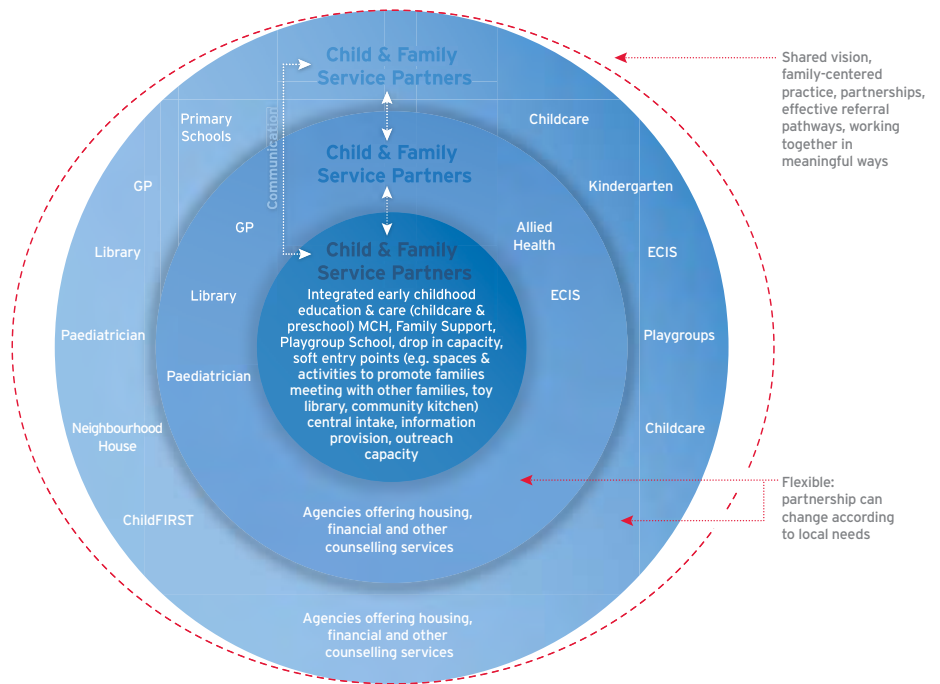 Child & Family
Service Partners
Shared vision,
family-centered
practice, partnerships,
effective referral
pathways, working
together in
meaningful ways
Communication
Primary
Schools
Childcare
GP
Kindergarten
Library
ECIS
Paediatrician
Playgroups
Neighbourhood
House
Childcare
ChildFIRST
Agencies offering housing,
financial and other
counselling services
Child & Family
Service Partners
GP
Allied
Health
Library
ECIS
Paediatrician
Agencies offering housing,
financial and other
counselling services
Child & Family
Service Partners
Integrated early childhood
education & care (childcare &
preschool) MCH, Family Support,
Playgroup School, drop in capacity,
soft entry points (e.g. spaces &
activities to promote families
meeting with other families, toy
library, community kitchen)
central intake, information
provision, outreach
capacity
Flexible:
partnership can
change according
to local needs